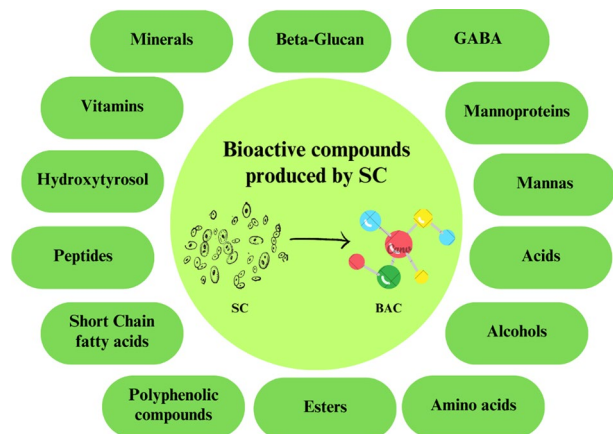 Minerals
Beta-Glucan
GABA
Vitamins
Mannoproteins
Bioactive compounds
produced by SC
Hydroxytyrosol
Mannas
Peptides
Acids
SC
BAC
Short Chain
fatty acids
Alcohols
Polyphenolic
compounds
Esters
Amino acids